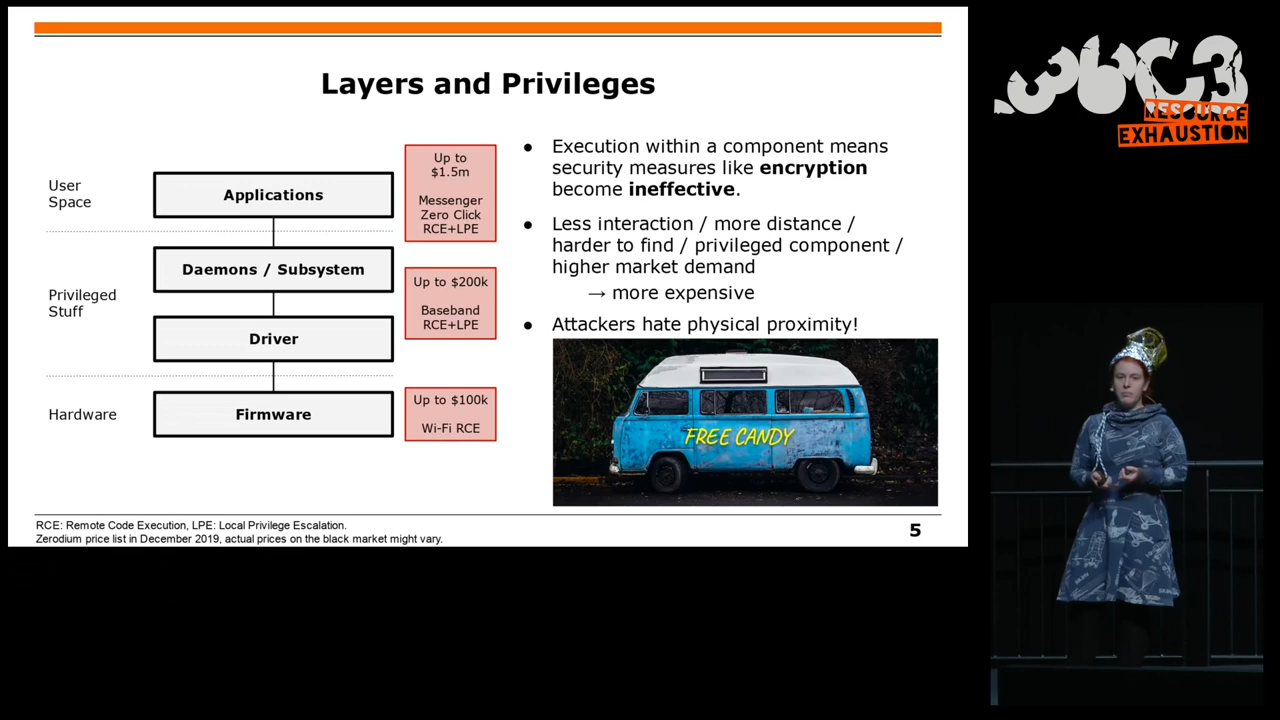 Layers and Privileges
User
Space
Applications
Daemons / Subsystem
Privileged
Stuff
Driver
Hardware
Firmware
Up to
$1.5m
Messenger
Zero Click
RCE+LPE
Up to $200k
Baseband
RCE+LPE
Up to $100k
Wi-Fi RCE
● Execution within a component means
security measures like encryption
become ineffective.
● Less interaction / more distance /
harder to find / privileged component /
higher market demand
→ more expensive
● Attackers hate physical proximity!
FREE CANDY
RCE: Remote Code Execution, LPE: Local Privilege Escalation.
Zerodium price list in December 2019, actual prices on the black market might vary.
5
36C3
RESOURCE
EXHAUSTION